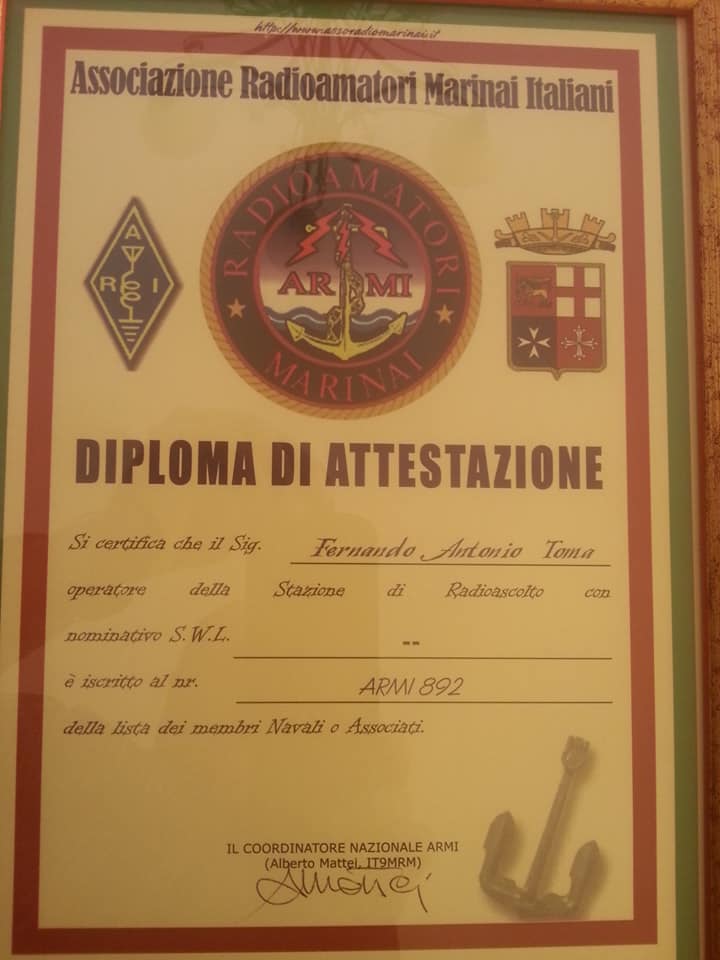 http://www.assoradiomarinai.it
Associazione Radioamatori Marinai Italiani
RADIOAMATORI
A
R I
ARMI
MARINAI
DIPLOMA DI ATTESTAZIONE
Si certifica che il Sig. Fernando Antonio Toma
operatore della Stazione di Radioascolto con
nominativo S.W.L. --
è iscritto al nr. ARMI 892
della lista dei membri Navali o Associati.
IL COORDINATORE NAZIONALE ARMI
(Alberto Mattei, IT9MRM)